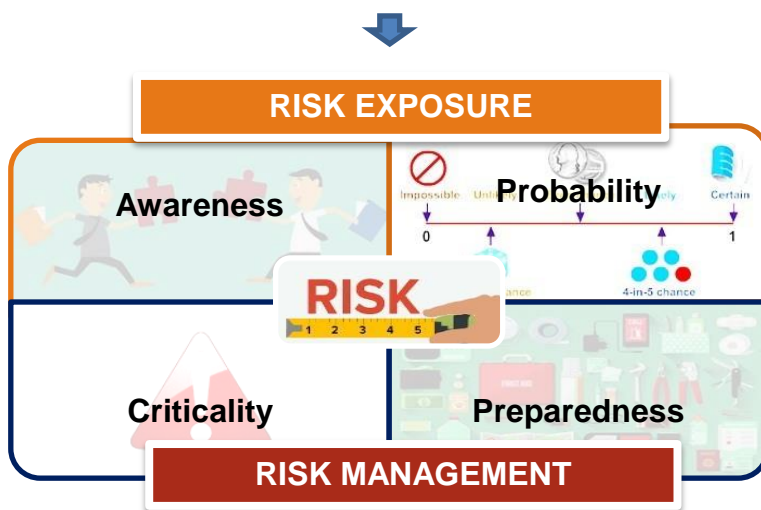 RISK EXPOSURE
Awareness
Probability
Impossible
Certain
0
1
4-in-5 chance
RISK
1 2 3 4 5
Criticality
Preparedness
RISK MANAGEMENT